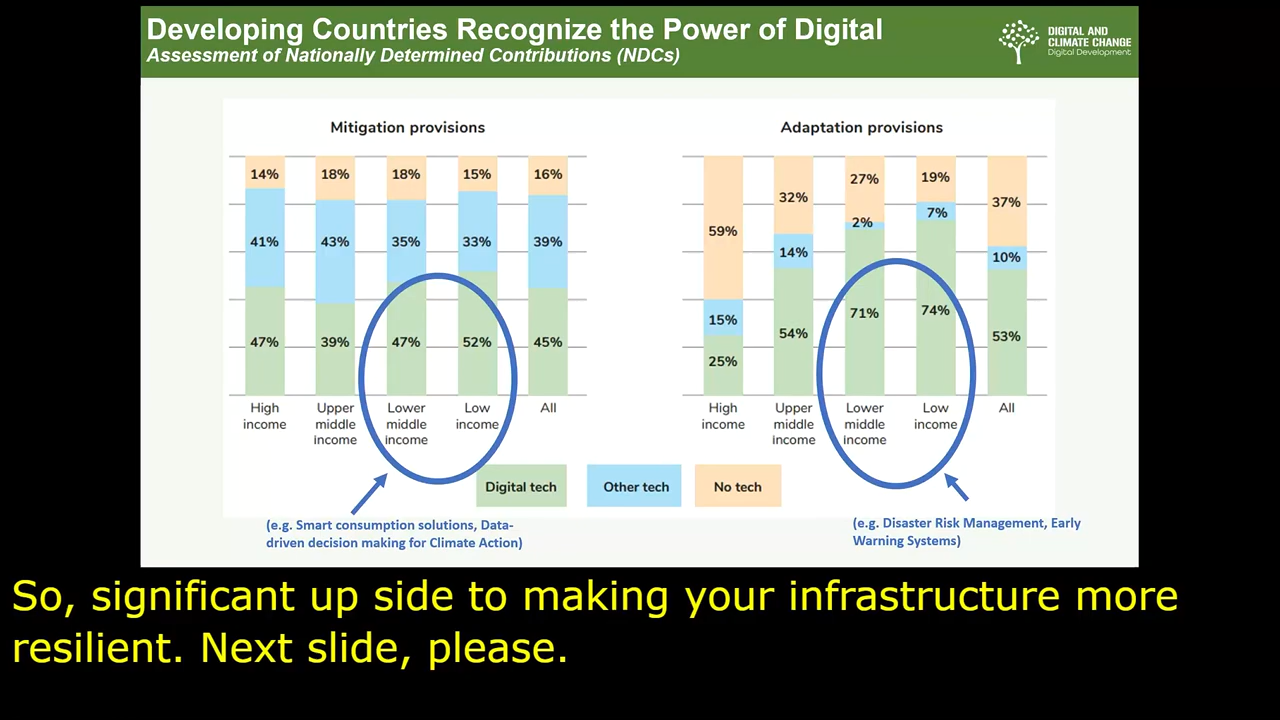 Developing Countries Recognize the Power of Digital
Assessment of Nationally Determined Contributions (NDCs)
DIGITAL AND
CLIMATE CHANGE
Digital Development
Mitigation provisions
14% 18% 18% 15% 16%
41% 43% 35% 33% 39%
47% 39% 47% 52% 45%
High Upper Lower Low All
income middle middle income
income income
Adaptation provisions
59% 32% 27% 19% 37%
15% 14% 2% 7% 10%
25% 54% 71% 74% 53%
High Upper Lower Low All
income middle middle income
income income
Digital tech Other tech No tech
(e.g. Smart consumption solutions, Data-
driven decision making for Climate Action)
(e.g. Disaster Risk Management, Early
Warning Systems)
So, significant up side to making your infrastructure more
resilient. Next slide, please.